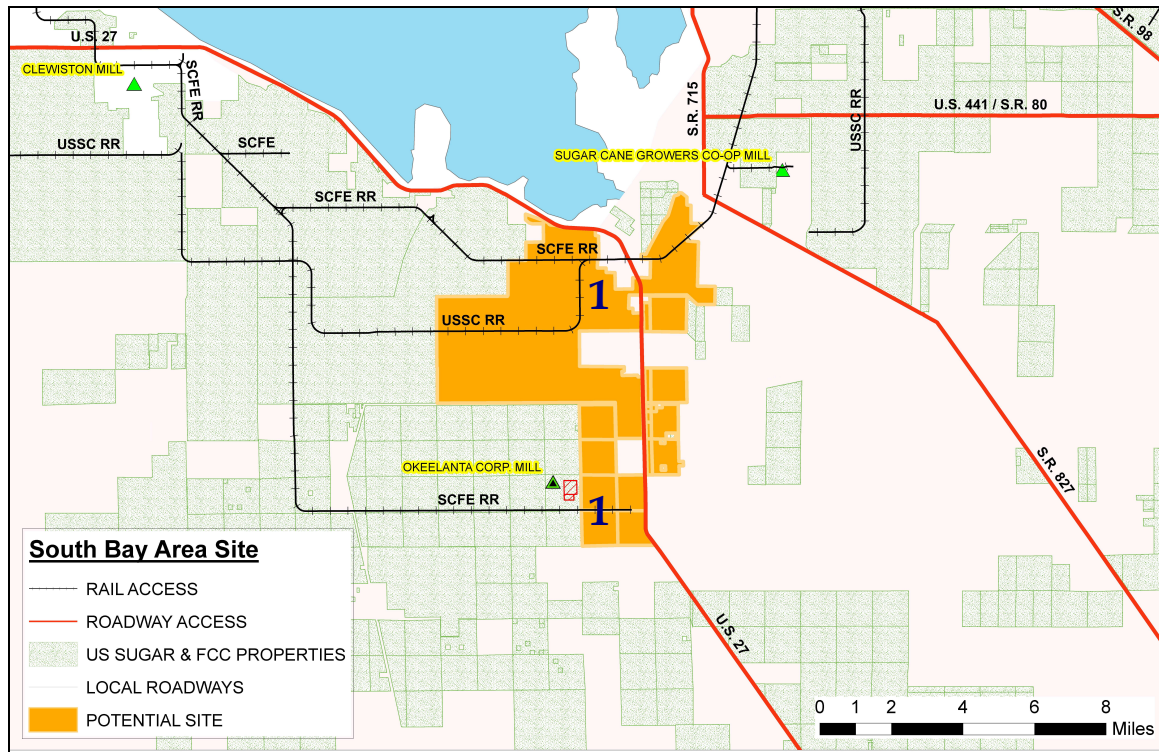 U.S. 27
S.R. 98
CLEWISTON MILL
SCFE RR
S.R. 715
USSC RR
U.S. 441 / S.R. 80
USSC RR
SCFE
SUGAR CANE GROWERS CO-OP MILL
SCFE RR
SCFE RR
1
USSC RR
OKEELANTA CORP. MILL
S.R. 827
SCFE RR
1
South Bay Area Site
RAIL ACCESS
ROADWAY ACCESS
US SUGAR & FCC PROPERTIES
LOCAL ROADWAYS
POTENTIAL SITE
U.S. 27
0 1 2 4 6 8
Miles